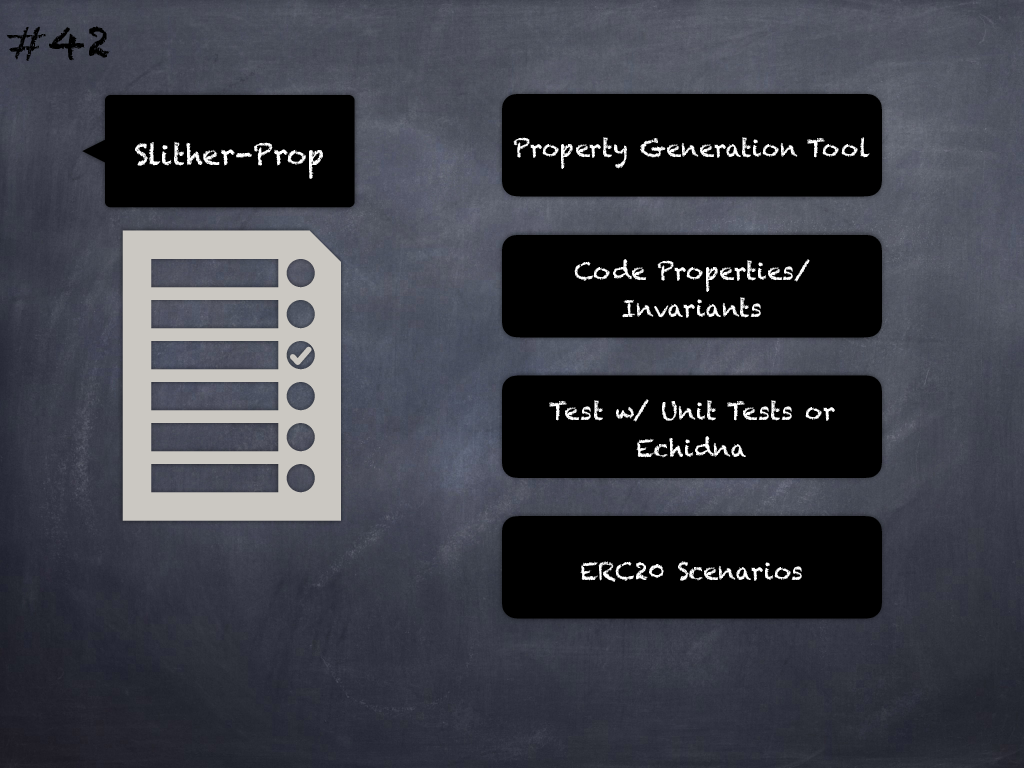 #42
Slither-Prop
Property Generation Tool
Code Properties/
Invariants
Test w/ Unit Tests or
Echidna
ERC20 Scenarios